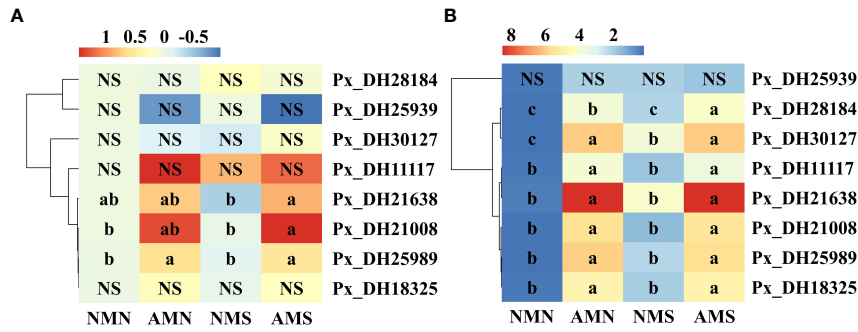 A
1 0.5 0 -0.5
NS NS NS NS Px_DH28184
NS NS NS NS Px_DH25939
NS NS NS NS Px_DH30127
NS NS NS NS Px_DH11117
ab ab b a Px_DH21638
b ab b a Px_DH21008
b a b a Px_DH25989
NS NS NS NS Px_DH18325
NMN AMN NMS AMS
B
8 6 4 2
NS NS NS NS Px_DH25939
c b c a Px_DH28184
c a b a Px_DH30127
b a b a Px_DH11117
b a b a Px_DH21638
b a b a Px_DH21008
b a b a Px_DH25989
b a b a Px_DH18325
NMN AMN NMS AMS